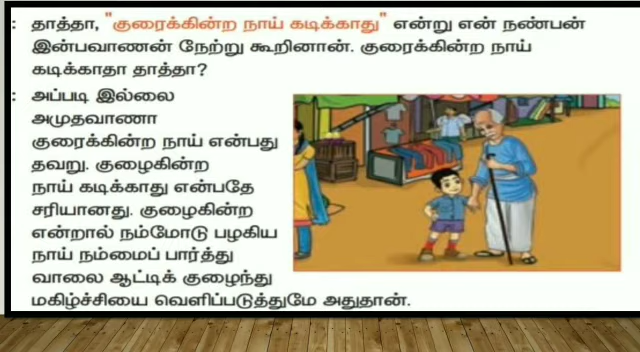 : தாத்தா, "குரைக்கின்ற நாய் கடிக்காது" என்று என் நண்பன்
இன்பவாணன் நேற்று கூறினான். குரைக்கின்ற நாய்
கடிக்காதா தாத்தா?
: அப்படி இல்லை
அமுதவாணா
குரைக்கின்ற நாய் என்பது
தவறு. குழைகின்ற
நாய் கடிக்காது என்பதே
சரியானது. குழைகின்ற
என்றால் நம்மோடு பழகிய
நாய் நம்மைப் பார்த்து
வாலை ஆட்டிக் குழைந்து
மகிழ்ச்சியை வெளிப்படுத்துமே அதுதான்.